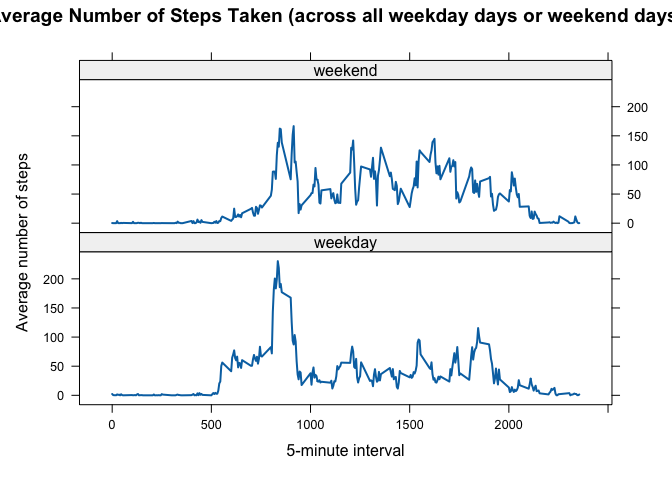 verage Number of Steps Taken (across all weekday days or weekend days
weekend
200
150
100
50
0
weekday
200
150
100
50
0
Average number of steps
0 500 1000 1500 2000
5-minute interval